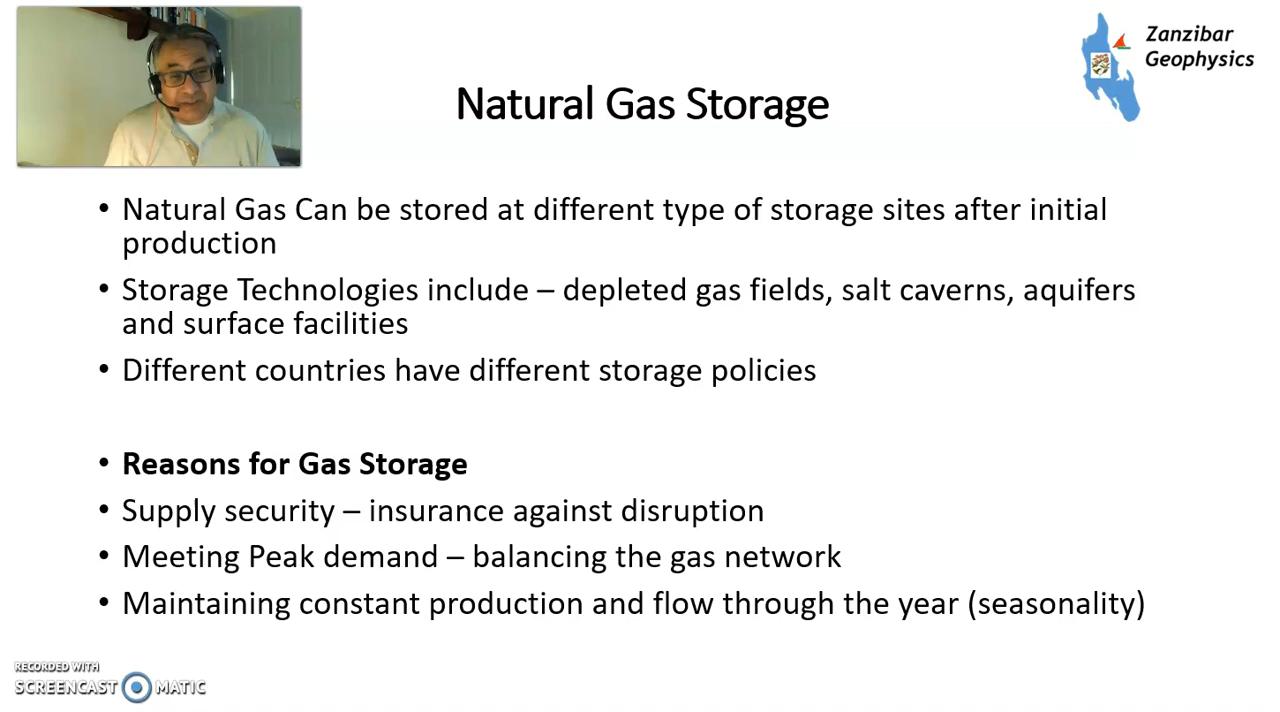 Zanzibar
Geophysics
Natural Gas Storage
• Natural Gas Can be stored at different type of storage sites after initial
production
• Storage Technologies include – depleted gas fields, salt caverns, aquifers
and surface facilities
• Different countries have different storage policies
• Reasons for Gas Storage
• Supply security – insurance against disruption
• Meeting Peak demand – balancing the gas network
• Maintaining constant production and flow through the year (seasonality)
RECORDED WITH
SCREENCAST MATIC